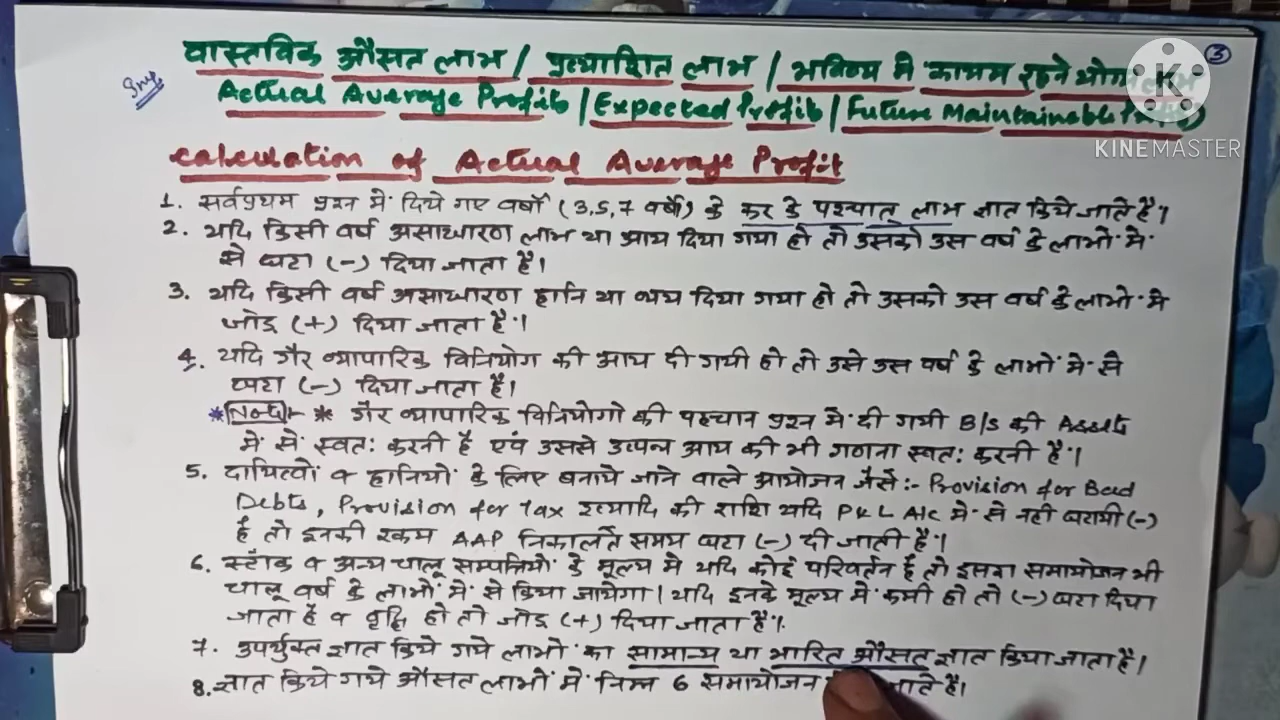 वास्तविक औसत लाभ / प्रत्याशित लाभ / भविष्य मे कायम रहने योग्य
3
Actual Average Profits / Expected Profits / Future Maintainable
KINEMASTER
Calculation of Actual Average Profit
1. सर्वप्रथम प्रश्न में दिये गए वर्षो (3,5,7 वर्षो) के कर के पश्चात् लाभ ज्ञात किये जाते है।
2. यदि किसी वर्ष असाधारण लाभ या आय दिया गया हो तो उसको उस वर्ष के लाभो में
से घटा (-) दिया जाता है।
3. यदि किसी वर्ष असाधारण हानि या व्यय दिया गया हो तो उसको उस वर्ष के लाभो में
जोड (+) दिया जाता है।
4. यदि गैर व्यापारिक विनियोग की आय दी गयी हो तो उसे उस वर्ष के लाभों में से
घटा (-) दिया जाता है।
* Note:- * गैर व्यापारिक विनियोगो की पहचान प्रश्न में दी गयी B/s की Assets
में से स्वत: करनी है एवं उससे उत्पन्न आय की भी गणना स्वत: करनी है।
5. दायित्वों व हानियों के लिए बनाये जाने वाले आयोजन जैसे:- Provision for Bad
Debts, Provision for Tax इत्यादि की राशि यदि P&L A/c में से नही घटायी (-)
है तो इनकी रकम AAP निकालते समय घटा (-) दी जाती है।
6. स्टॉक व अन्य चालू सम्पत्तियो के मूल्य मे यदि कोई परिवर्तन है तो इसका समायोजन भी
चालू वर्ष के लाभों में से किया जायेगा। यदि इनके मूल्य में कमी हो तो (-) घटा दिया
जाता है व वृद्धि हो तो जोड (+) दिया जाता है।
7. उपर्युक्त ज्ञात किये गये लाभो का सामान्य या भारित औसत ज्ञात किया जाता है।
8. ज्ञात किये गये औसत लाभों में निम्न 6 समायोजन जाते है।